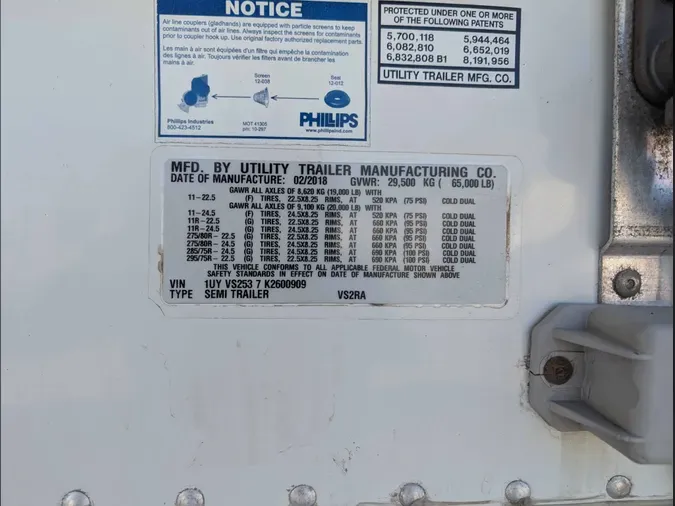 NOTICE
Air line couplers (gladhands) are equipped with particle screens to keep
contaminants out of air lines. Always inspect the screens for contaminants
prior to coupler hook up. Use original factory authorized replacement parts.
Les main à air sont équipées d'un filtre qui empêche la contamination
des lignes à air. Toujours vérifier les filters avant de brancher les
mains à air.
Screen
12-008
Seal
12-012
Phillips Industries
800-423-4512
MOT 41305
p/n: 10-267
PHILLIPS
www.phillipsind.com
PROTECTED UNDER ONE OR MORE
OF THE FOLLOWING PATENTS
5,700,118 5,944,464
6,082,810 6,652,019
6,832,808 B1 8,191,956
UTILITY TRAILER MFG. CO.
MFD. BY UTILITY TRAILER MANUFACTURING CO.
DATE OF MANUFACTURE: 02/2018 GVWR: 29,500 KG ( 65,000 LB)
GAWR ALL AXLES OF 8,620 KG (19,000 LB) WITH
11-22.5 (F) TIRES, 22.5X8.25 RIMS, AT 520 KPA (75 PSI) COLD DUAL
GAWR ALL AXLES OF 9,100 KG (20,000 LB) WITH
11-24.5 (F) TIRES, 24.5X8.25 RIMS, AT 520 KPA (75 PSI) COLD DUAL
11R-22.5 (G) TIRES, 22.5X8.25 RIMS, AT 660 KPA (95 PSI) COLD DUAL
11R-24.5 (G) TIRES, 24.5X8.25 RIMS, AT 660 KPA (95 PSI) COLD DUAL
275/80R- 22.5 (G) TIRES, 22.5X8.25 RIMS, AT 660 KPA (95 PSI) COLD DUAL
275/80R- 24.5 (G) TIRES, 24.5X8.25 RIMS, AT 660 KPA (95 PSI) COLD DUAL
285/75R- 24.5 (G) TIRES, 24.5X8.25 RIMS, AT 690 KPA (100 PSI) COLD DUAL
295/75R- 22.5 (G) TIRES, 22.5X8.25 RIMS, AT 690 KPA (100 PSI) COLD DUAL
THIS VEHICLE CONFORMS TO ALL APPLICABLE FEDERAL MOTOR VEHICLE
SAFETY STANDARDS IN EFFECT ON DATE OF MANUFACTURE SHOWN ABOVE
VIN 1UY VS253 7 K2600909
TYPE SEMI TRAILER VS2RA